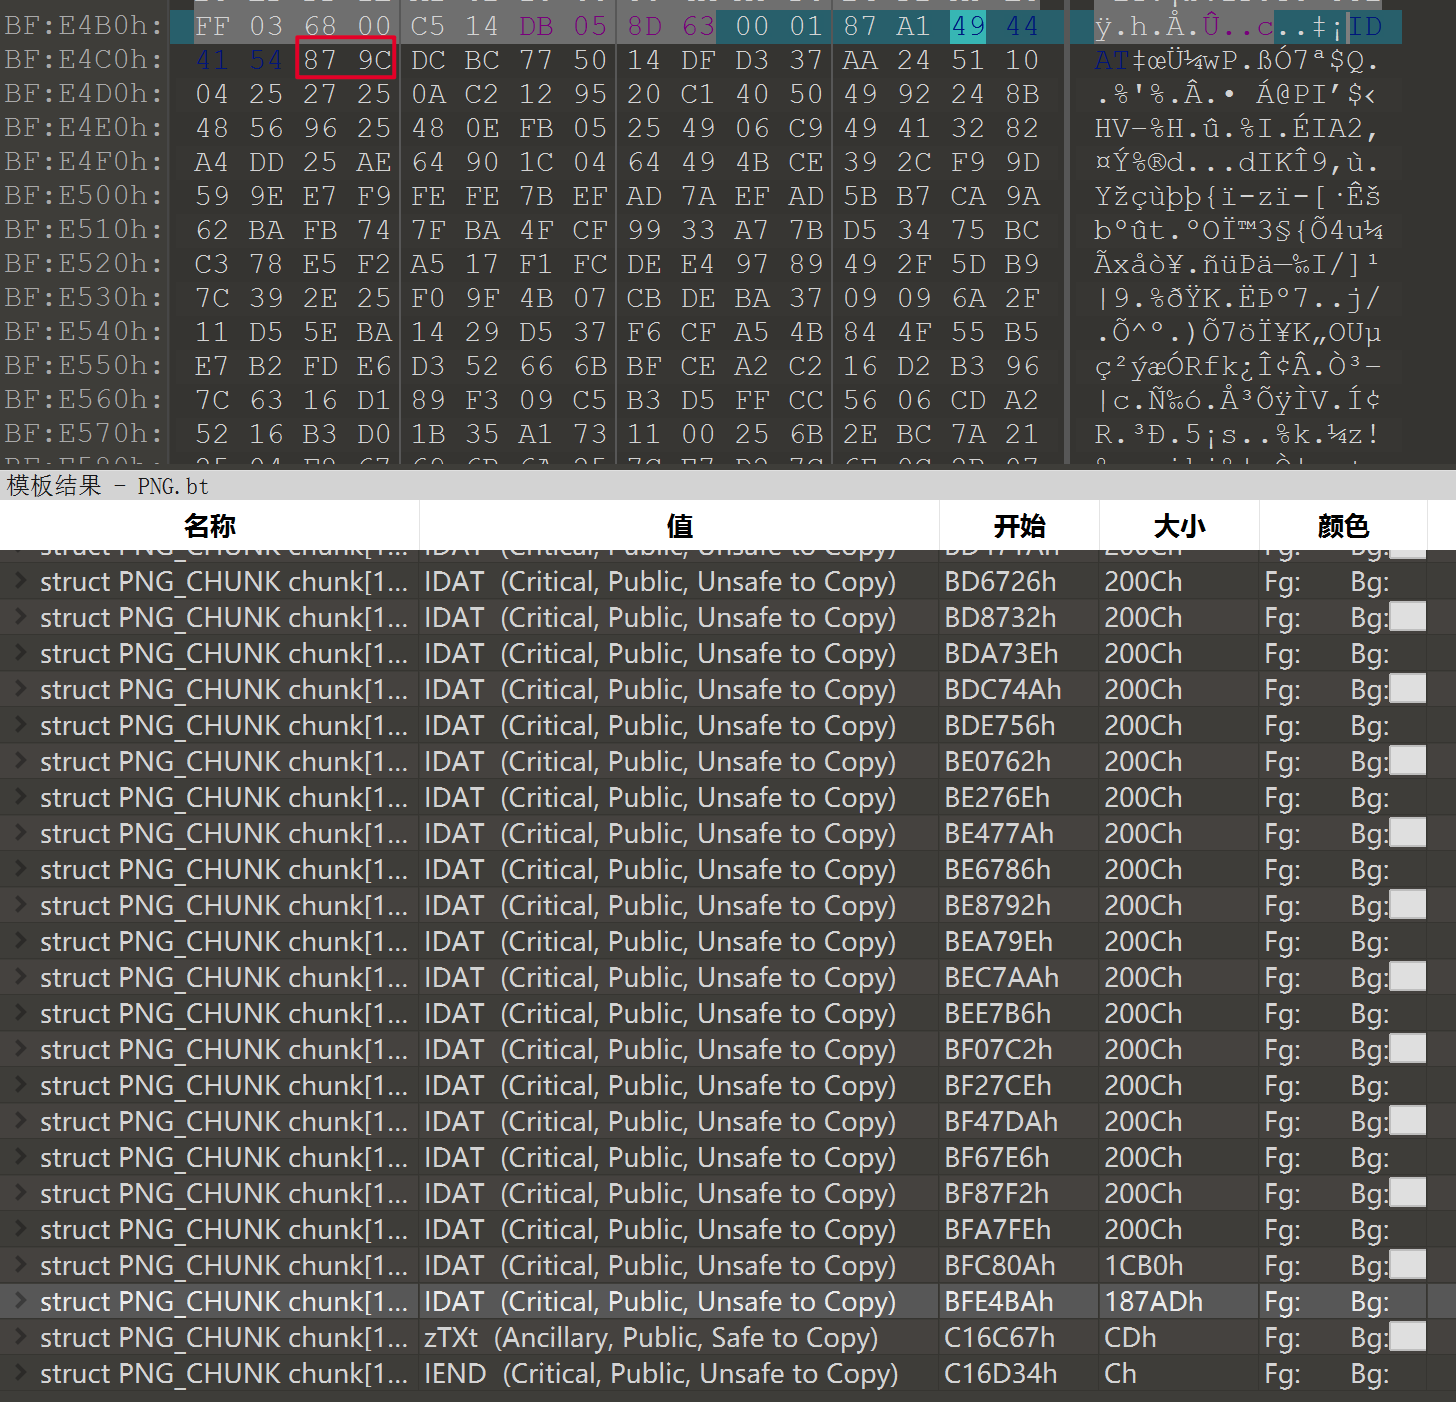 BF:E4B0h: FF 03 68 00 C5 14 DB 05 8D 63 00 01 87 A1 49 44 ÿ.h.Å.Û..c..‡¡ID
BF:E4C0h: 41 54 87 9C DC BC 77 50 14 DF D3 37 AA 24 51 10 AT‡œÜ¼wP.ßÓ7ª$Q.
BF:E4D0h: 04 25 27 25 0A C2 12 95 20 C1 40 50 49 92 24 8B .%'%.Â.• Á@PI’$‹
BF:E4E0h: 48 56 96 25 48 0E FB 05 25 49 06 C9 49 41 32 82 HV–%H.û.%I.ÉIA2‚
BF:E4F0h: A4 DD 25 AE 64 90 1C 04 64 49 4B CE 39 2C F9 9D ¤Ý%®d...dIKÎ9,ù.
BF:E500h: 59 9E E7 F9 FE FE 7B EF AD 7A EF AD 5B B7 CA 9A Yžçùþþ{ï-zï-[·Êš
BF:E510h: 62 BA FB 74 7F BA 4F CF 99 33 A7 7B D5 34 75 BC bºût.ºOÏ™3§{Õ4u¼
BF:E520h: C3 78 E5 F2 A5 17 F1 FC DE E4 97 89 49 2F 5D B9 Ãxåò¥.ñüÞä—‰I/]¹
BF:E530h: 7C 39 2E 25 F0 9F 4B 07 CB DE BA 37 09 09 6A 2F |9.%ðŸK.ËÞº7..j/
BF:E540h: 11 D5 5E BA 14 29 D5 37 F6 CF A5 4B 84 4F 55 B5 .Õ^º.)Õ7öÏ¥K„OUµ
BF:E550h: E7 B2 FD E6 D3 52 66 6B BF CE A2 C2 16 D2 B3 96 ç²ýæÓRfk¿Î¢Â.Ò³–
BF:E560h: 7C 63 16 D1 89 F3 09 C5 B3 D5 FF CC 56 06 CD A2 |c.Ñ‰ó.Å³ÕÿÌV.Í¢
BF:E570h: 52 16 B3 D0 1B 35 A1 73 11 00 25 6B 2E BC 7A 21 R.³Ð.5¡s..%k.¼z!
模板结果 - PNG.bt
名称 值 开始 大小 颜色
struct PNG_CHUNK chunk[1... IDAT (Critical, Public, Unsafe to Copy) BD471Ah 200Ch Fg: Bg:
struct PNG_CHUNK chunk[1... IDAT (Critical, Public, Unsafe to Copy) BD6726h 200Ch Fg: Bg:
struct PNG_CHUNK chunk[1... IDAT (Critical, Public, Unsafe to Copy) BD8732h 200Ch Fg: Bg:
struct PNG_CHUNK chunk[1... IDAT (Critical, Public, Unsafe to Copy) BDA73Eh 200Ch Fg: Bg:
struct PNG_CHUNK chunk[1... IDAT (Critical, Public, Unsafe to Copy) BDC74Ah 200Ch Fg: Bg:
struct PNG_CHUNK chunk[1... IDAT (Critical, Public, Unsafe to Copy) BDE756h 200Ch Fg: Bg:
struct PNG_CHUNK chunk[1... IDAT (Critical, Public, Unsafe to Copy) BE0762h 200Ch Fg: Bg:
struct PNG_CHUNK chunk[1... IDAT (Critical, Public, Unsafe to Copy) BE276Eh 200Ch Fg: Bg:
struct PNG_CHUNK chunk[1... IDAT (Critical, Public, Unsafe to Copy) BE477Ah 200Ch Fg: Bg:
struct PNG_CHUNK chunk[1... IDAT (Critical, Public, Unsafe to Copy) BE6786h 200Ch Fg: Bg:
struct PNG_CHUNK chunk[1... IDAT (Critical, Public, Unsafe to Copy) BE8792h 200Ch Fg: Bg:
struct PNG_CHUNK chunk[1... IDAT (Critical, Public, Unsafe to Copy) BEA79Eh 200Ch Fg: Bg:
struct PNG_CHUNK chunk[1... IDAT (Critical, Public, Unsafe to Copy) BEC7AAh 200Ch Fg: Bg:
struct PNG_CHUNK chunk[1... IDAT (Critical, Public, Unsafe to Copy) BEE7B6h 200Ch Fg: Bg:
struct PNG_CHUNK chunk[1... IDAT (Critical, Public, Unsafe to Copy) BF07C2h 200Ch Fg: Bg:
struct PNG_CHUNK chunk[1... IDAT (Critical, Public, Unsafe to Copy) BF27CEh 200Ch Fg: Bg:
struct PNG_CHUNK chunk[1... IDAT (Critical, Public, Unsafe to Copy) BF47DAh 200Ch Fg: Bg:
struct PNG_CHUNK chunk[1... IDAT (Critical, Public, Unsafe to Copy) BF67E6h 200Ch Fg: Bg:
struct PNG_CHUNK chunk[1... IDAT (Critical, Public, Unsafe to Copy) BF87F2h 200Ch Fg: Bg:
struct PNG_CHUNK chunk[1... IDAT (Critical, Public, Unsafe to Copy) BFA7FEh 200Ch Fg: Bg:
struct PNG_CHUNK chunk[1... IDAT (Critical, Public, Unsafe to Copy) BFC80Ah 1CB0h Fg: Bg:
struct PNG_CHUNK chunk[1... IDAT (Critical, Public, Unsafe to Copy) BFE4BAh 187ADh Fg: Bg:
struct PNG_CHUNK chunk[1... zTXt (Ancillary, Public, Safe to Copy) C16C67h CDh Fg: Bg:
struct PNG_CHUNK chunk[1... IEND (Critical, Public, Unsafe to Copy) C16D34h Ch Fg: Bg: